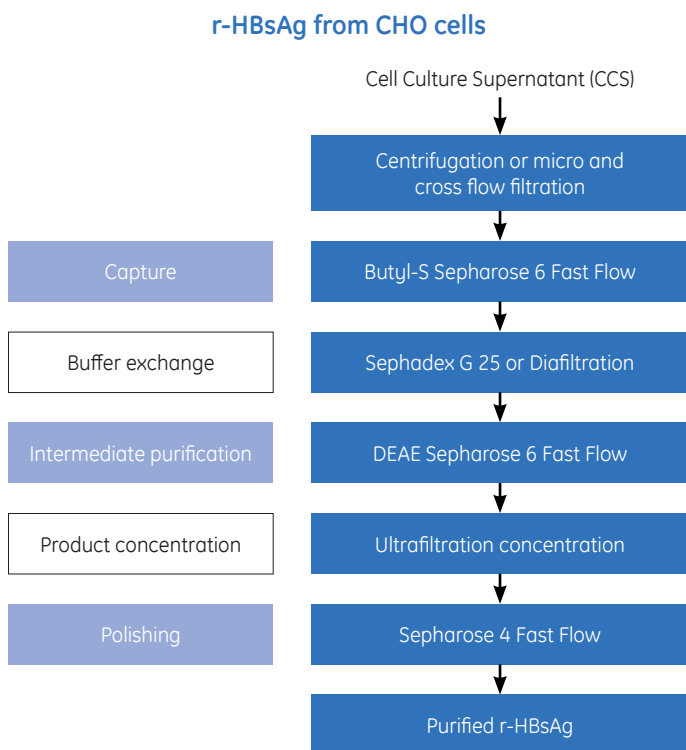 r-HBsAg from CHO cells
Cell Culture Supernatant (CCS)
Centrifugation or micro and
cross flow filtration
Capture
Butyl-S Sepharose 6 Fast Flow
Buffer exchange
Sephadex G 25 or Diafiltration
Intermediate purification
DEAE Sepharose 6 Fast Flow
Product concentration
Ultrafiltration concentration
Polishing
Sepharose 4 Fast Flow
Purified r-HBsAg